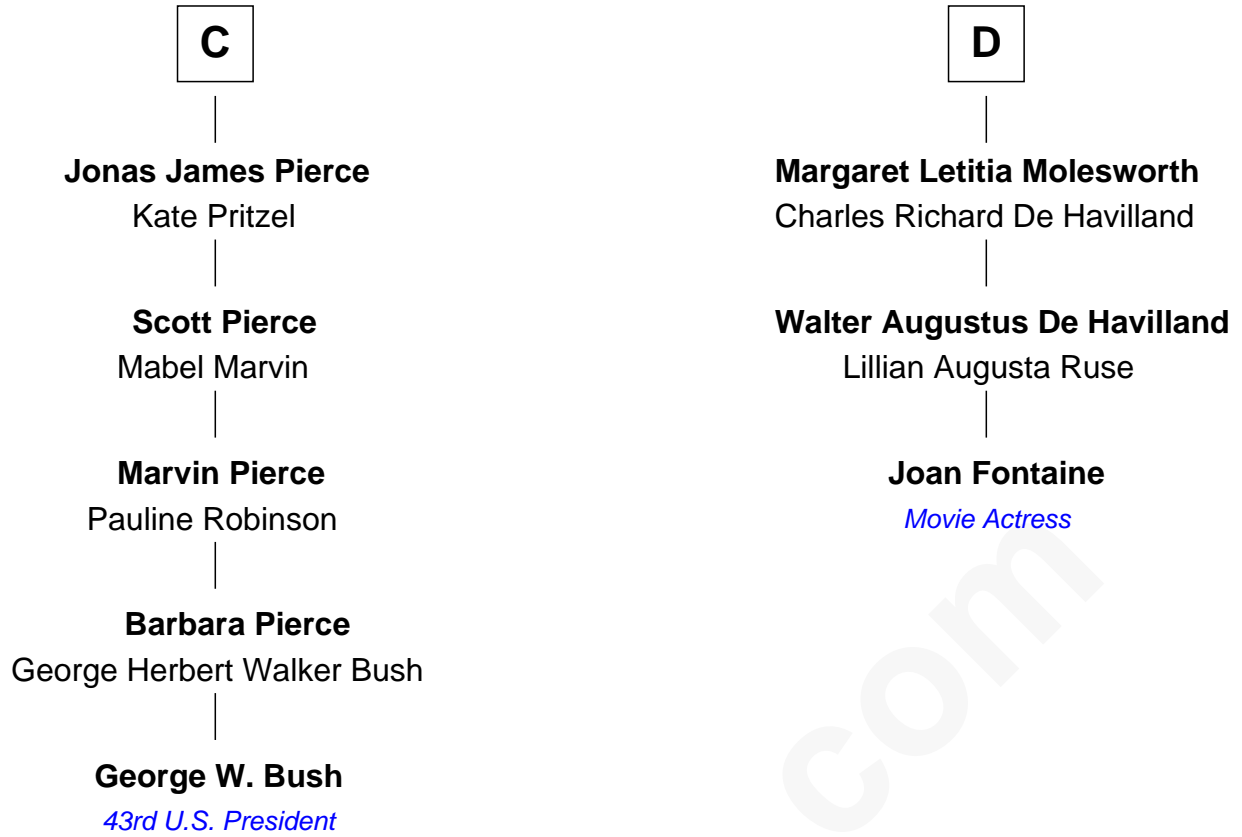 C
Jonas James Pierce
Kate Pritzel
Scott Pierce
Mabel Marvin
Marvin Pierce
Pauline Robinson
Barbara Pierce
George Herbert Walker Bush
George W. Bush
43rd U.S. President
D
Margaret Letitia Molesworth
Charles Richard De Havilland
Walter Augustus De Havilland
Lillian Augusta Ruse
Joan Fontaine
Movie Actress
com